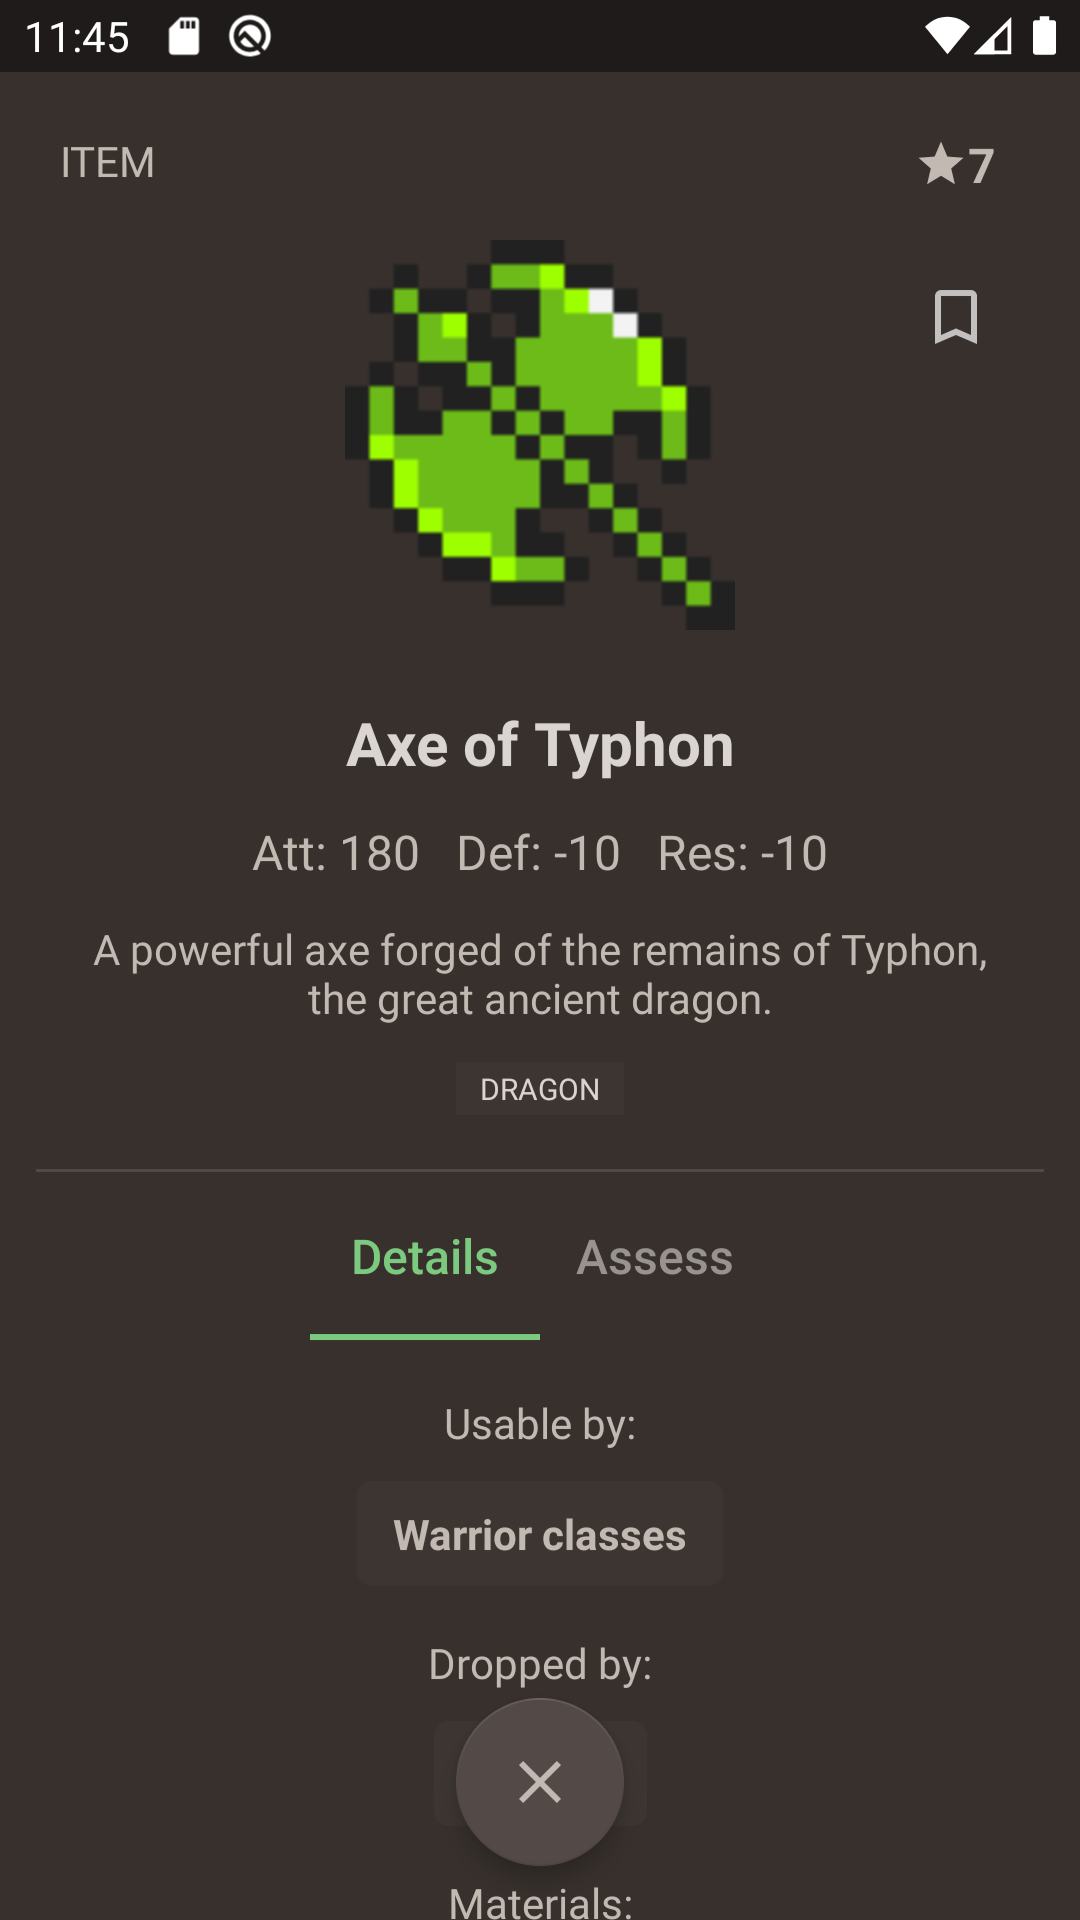 11:45
ITEM
7
Axe of Typhon
Att: 180 Def: -10 Res: -10
A powerful axe forged of the remains of Typhon,
the great ancient dragon.
DRAGON
Details Assess
Usable by:
Warrior classes
Dropped by:
Materials: